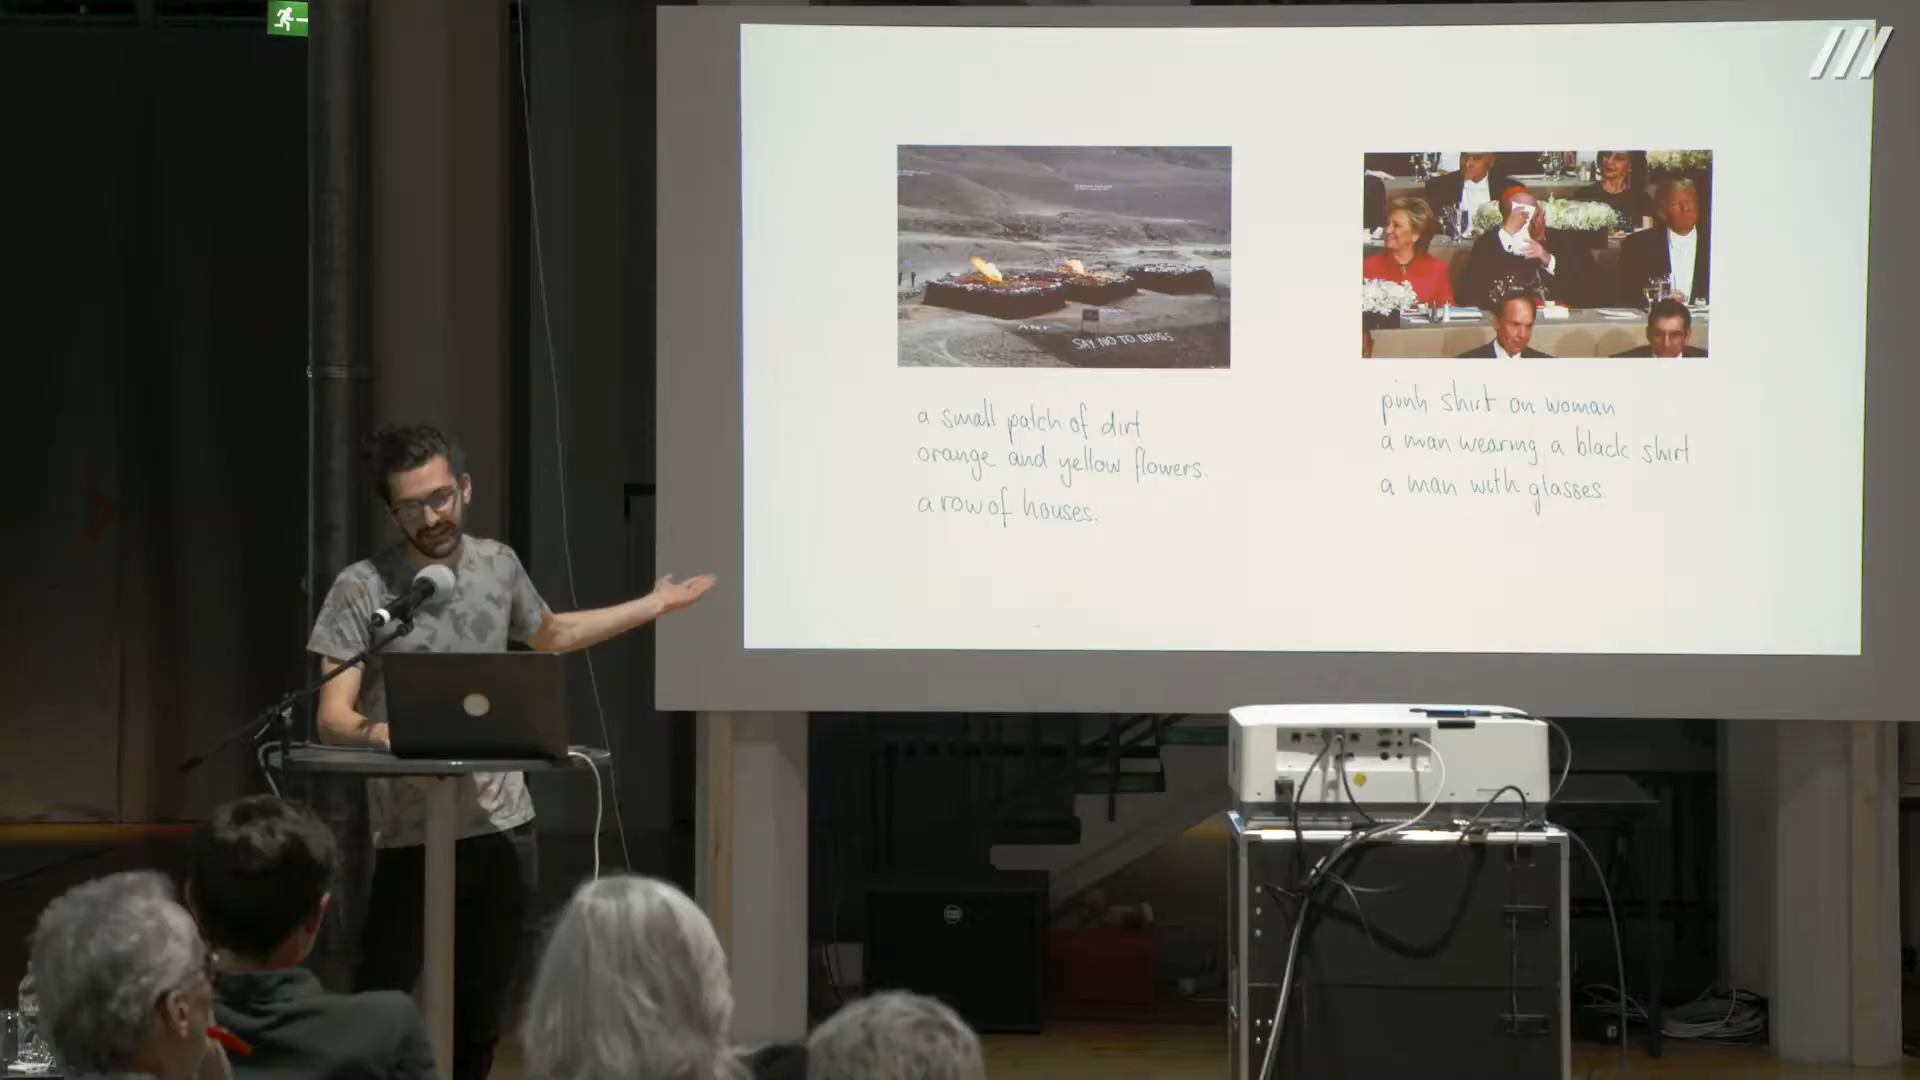 SAY NO TO DRUGS
a small patch of dirt
orange and yellow flowers.
a row of houses.
pink shirt on woman
a man wearing a black shirt
a man with glasses.